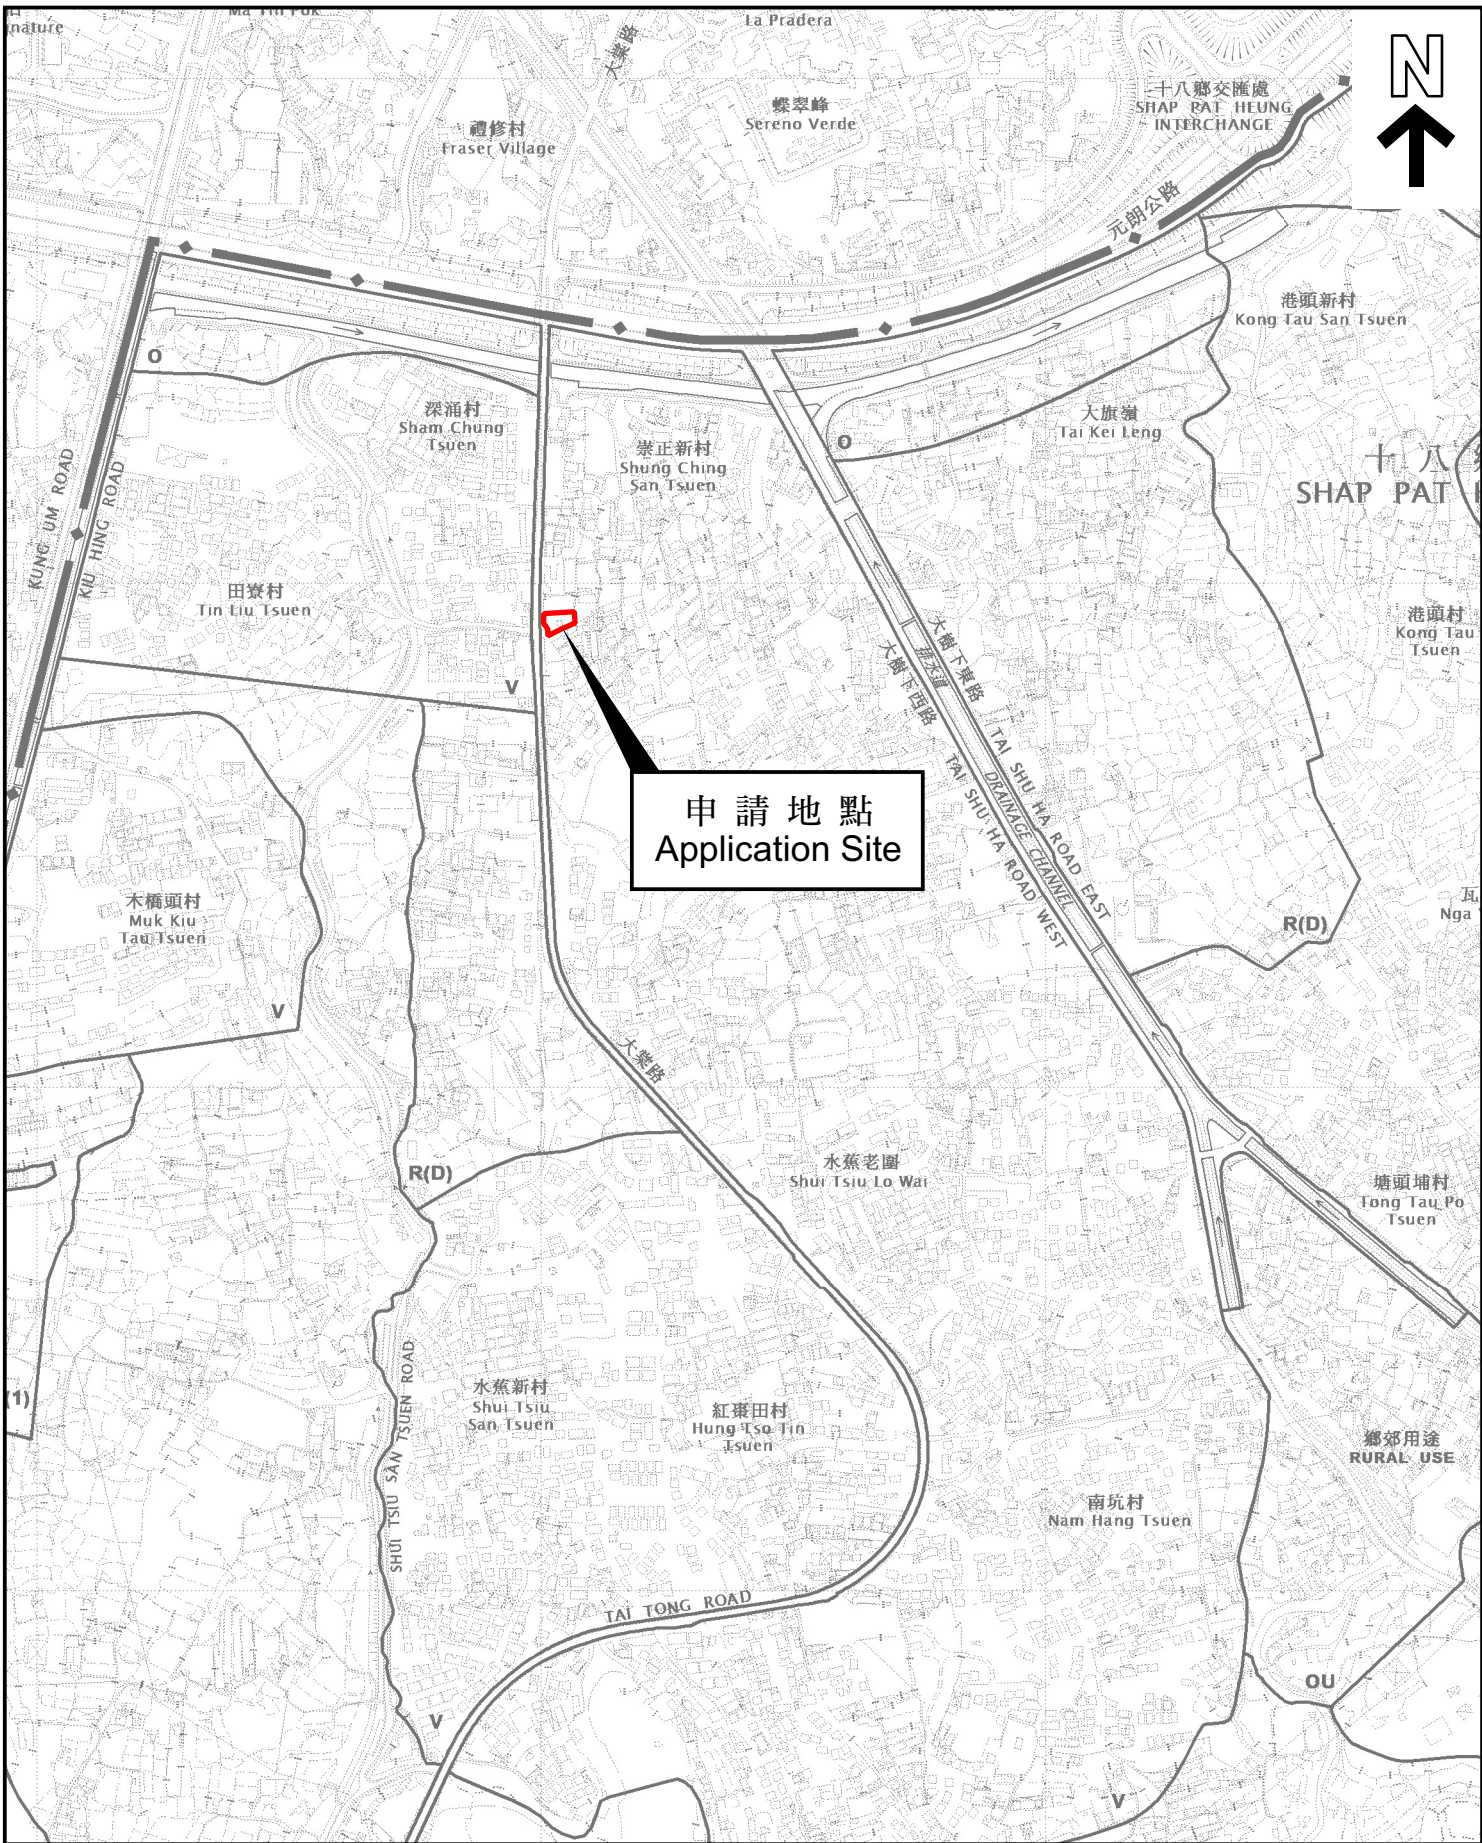 nature
Ma Tin Pok
La Pradera
大棠路
N
十八鄉交匯處
SHAP PAT HEUNG
INTERCHANGE
蝶翠峰
Sereno Verde
禮修村
Fraser Village
元朗公路
港頭新村
Kong Tau San Tsuen
O
深涌村
Sham Chung
Tsuen
大旗嶺
Tai Kei Leng
崇正新村
Shung Ching
San Tsuen
O
十八
SHAP PAT
KUNG UM ROAD
KIU HING ROAD
田寮村
Tin Liu Tsuen
港頭村
Kong Tau
Tsuen
大樹下東路
排水道
大樹下西路
V
TAI SHU HA ROAD EAST
DRAINAGE CHANNEL
TAI SHU HA ROAD WEST
申請地點
Application Site
木橋頭村
Muk Kiu
Tau Tsuen
瓦
Nga
R(D)
V
大棠路
水蕉老圍
Shui Tsiu Lo Wai
R(D)
塘頭埔村
Tong Tau Po
Tsuen
SHUI TSIU SAN TSUEN ROAD
水蕉新村
Shui Tsiu
San Tsuen
(1)
紅棗田村
Hung Tso Tin
Tsuen
鄉郊用途
RURAL USE
南坑村
Nam Hang Tsuen
TAI TONG ROAD
OU
V
V